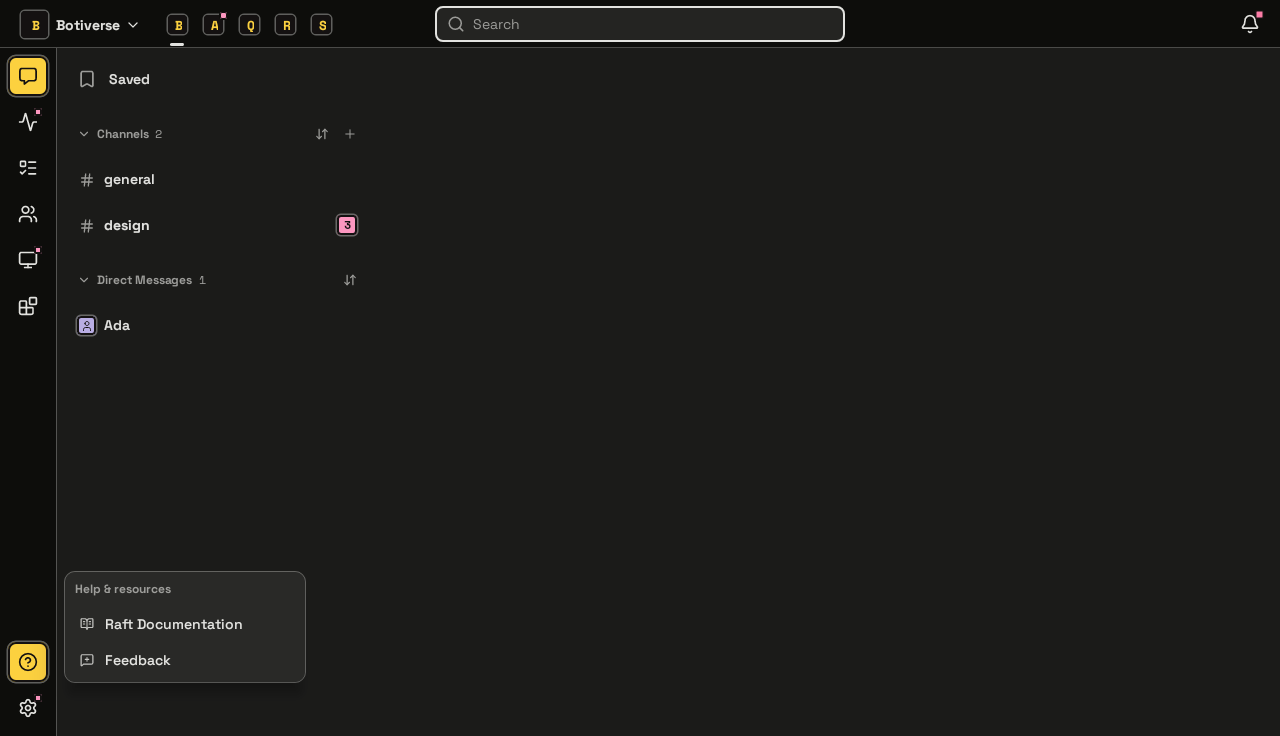 B Botiverse B A Q R S Search
Saved
Channels 2
general
design 3
Direct Messages 1
Ada
Help & resources
Raft Documentation
Feedback